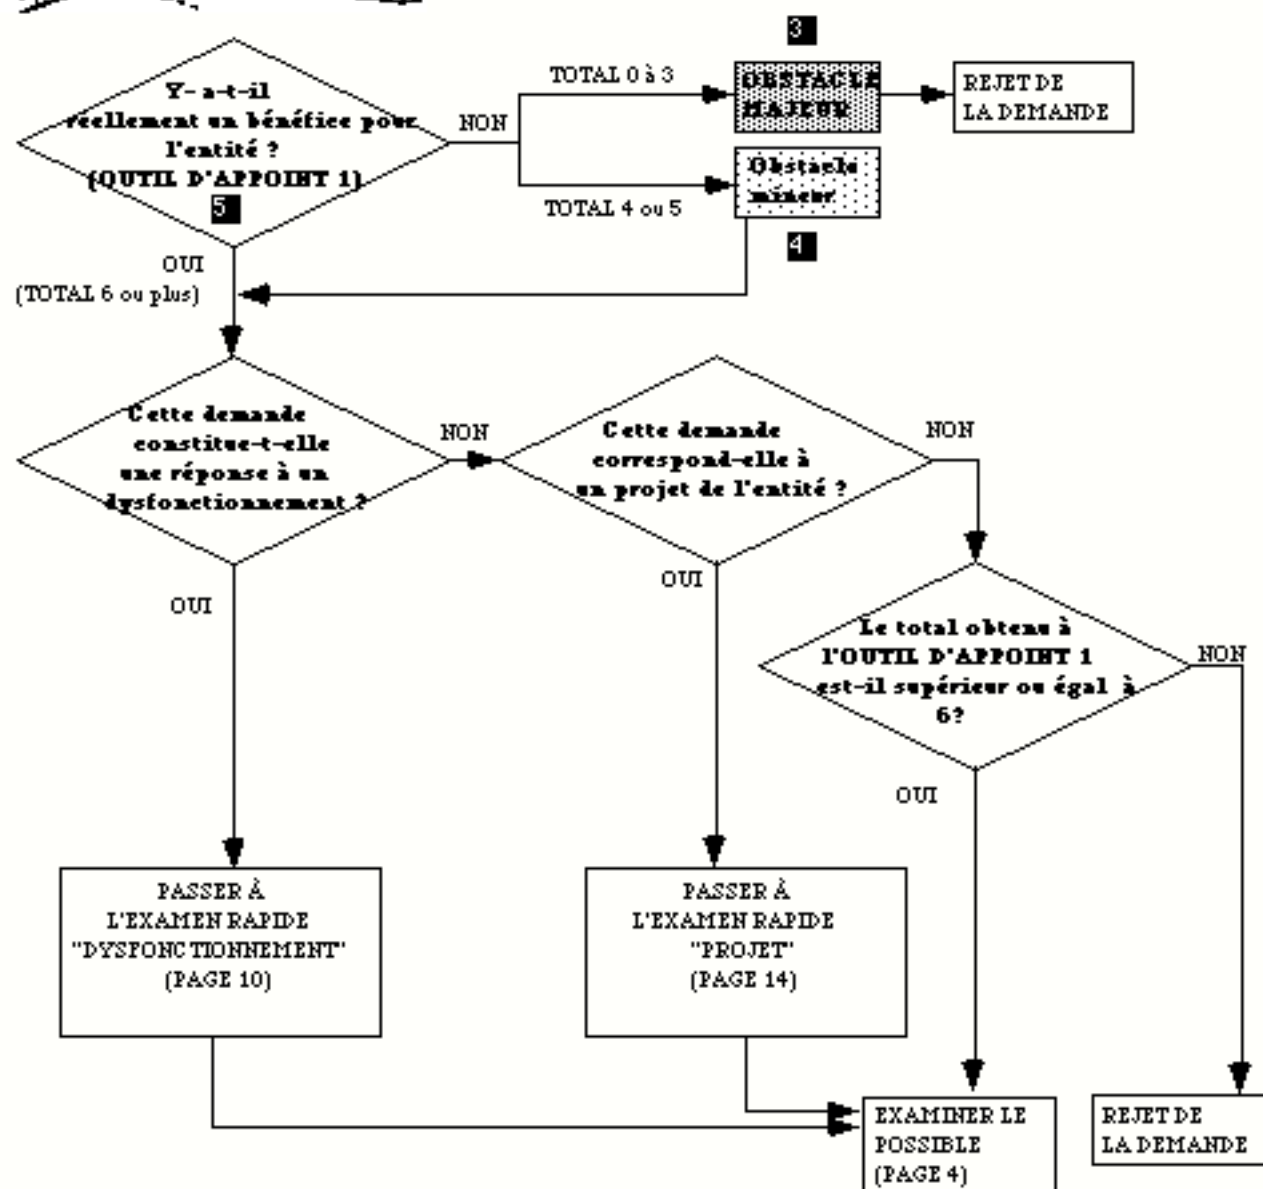 3
Y- a-t-il
réellement un bénéfice pour
l'entité ?
(OUTIL D'APPOINT 1)
5
NON
TOTAL 0 à 3
OBSTACLE
MAJEUR
REJET DE
LA DEMANDE
TOTAL 4 ou 5
Obstacle
mineur
4
OUI
(TOTAL 6 ou plus)
Cette demande
constitue-t-elle
une réponse à un
dysfonctionnement ?
NON
Cette demande
correspond-elle à
un projet de l'entité ?
NON
OUI
OUI
Le total obtenu à
l'OUTIL D'APPOINT 1
est-il supérieur ou égal à
6?
NON
OUI
PASSER À
L'EXAMEN RAPIDE
"DYSFONCTIONNEMENT"
(PAGE 10)
PASSER À
L'EXAMEN RAPIDE
"PROJET"
(PAGE 14)
EXAMINER LE
POSSIBLE
(PAGE 4)
REJET DE
LA DEMANDE